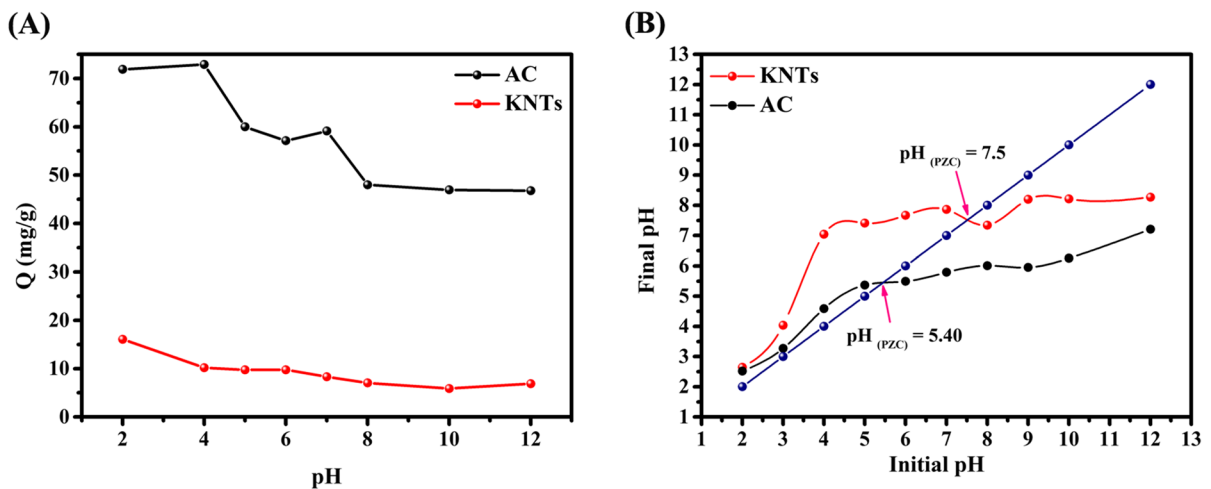 (A)
AC
KNTs
70
60
50
40
30
20
10
0
2 4 6 8 10 12
Q (mg/g)
pH
(B)
KNTs
AC
pH (PZC) = 7.5
pH (PZC) = 5.40
13
12
11
10
9
8
7
6
5
4
3
2
1
1 2 3 4 5 6 7 8 9 10 11 12 13
Final pH
Initial pH